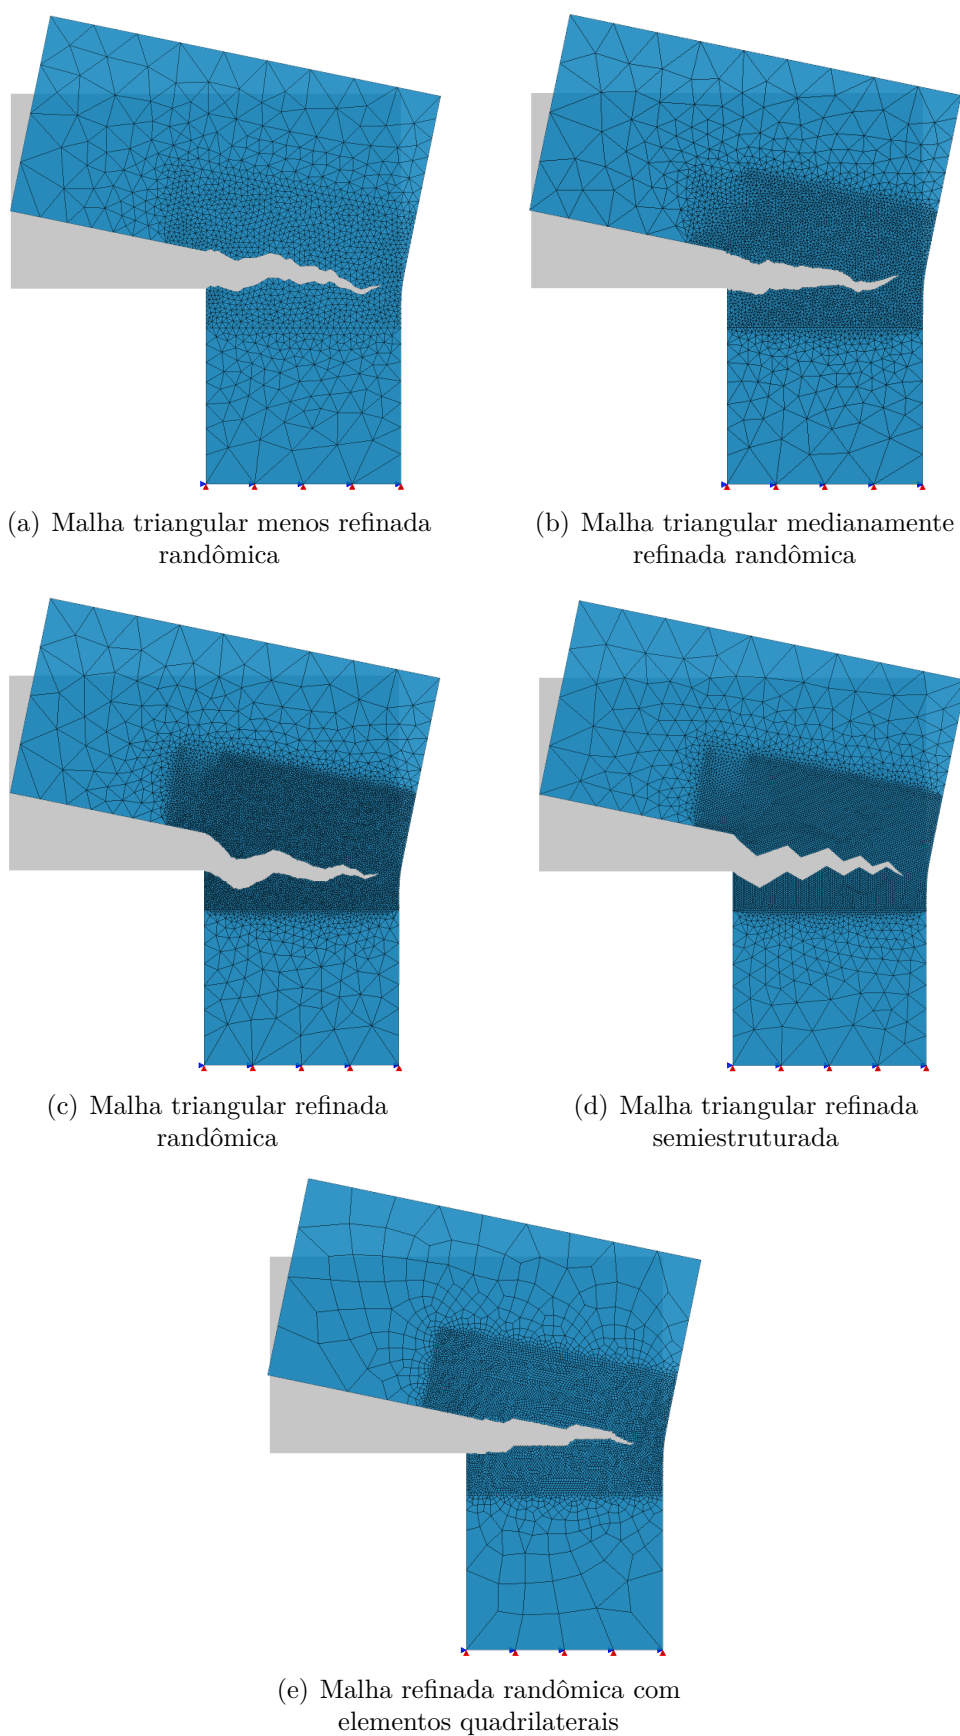 (a) Malha triangular menos refinada
randômica
(b) Malha triangular medianamente
refinada randômica
(c) Malha triangular refinada
randômica
(d) Malha triangular refinada
semiestruturada
(e) Malha refinada randômica com
elementos quadrilaterais